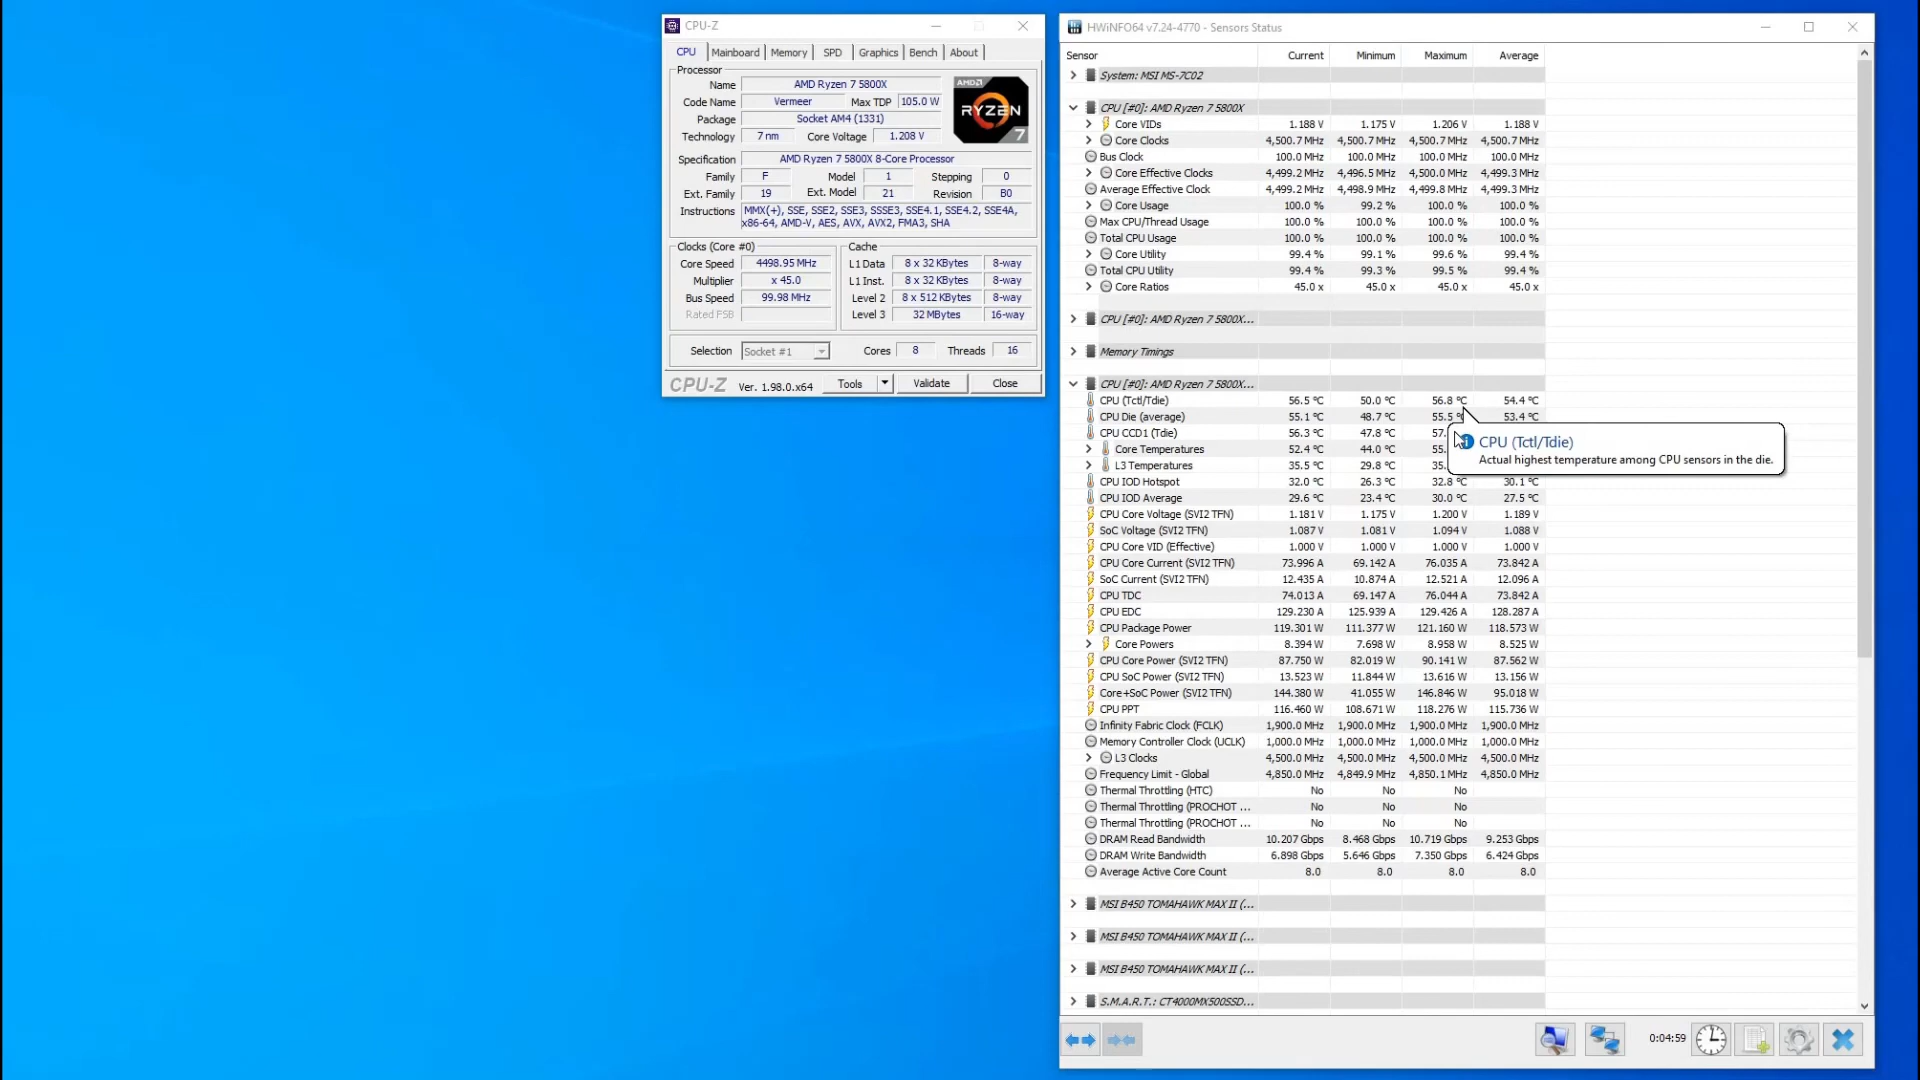 CPU-Z
CPU Mainboard Memory SPD Graphics Bench About
Processor
Name AMD Ryzen 7 5800X
Code Name Vermeer Max TDP 105.0 W
Package Socket AM4 (1331)
Technology 7 nm Core Voltage 1.208 V
AMD RYZEN 7
Specification AMD Ryzen 7 5800X 8-Core Processor
Family F Model 1 Stepping 0
Ext. Family 19 Ext. Model 21 Revision B0
Instructions MMX(+), SSE, SSE2, SSE3, SSSE3, SSE4.1, SSE4.2, SSE4A,
x86-64, AMD-V, AES, AVX, AVX2, FMA3, SHA
Clocks (Core #0)
Core Speed 4498.95 MHz
Multiplier x 45.0
Bus Speed 99.98 MHz
Rated FSB
Cache
L1 Data 8 x 32 KBytes 8-way
L1 Inst. 8 x 32 KBytes 8-way
Level 2 8 x 512 KBytes 8-way
Level 3 32 MBytes 16-way
Selection Socket #1 Cores 8 Threads 16
CPU-Z Ver. 1.98.0.x64 Tools Validate Close
HWiNFO64 v7.24-4770 - Sensors Status
Sensor Current Minimum Maximum Average
System: MSI MS-7C02
CPU [#0]: AMD Ryzen 7 5800X
Core VIDs 1.188 V 1.175 V 1.206 V 1.188 V
Core Clocks 4,500.7 MHz 4,500.7 MHz 4,500.7 MHz 4,500.7 MHz
Bus Clock 100.0 MHz 100.0 MHz 100.0 MHz 100.0 MHz
Core Effective Clocks 4,499.2 MHz 4,496.5 MHz 4,500.0 MHz 4,499.3 MHz
Average Effective Clock 4,499.2 MHz 4,498.9 MHz 4,499.8 MHz 4,499.3 MHz
Core Usage 100.0 % 99.2 % 100.0 % 100.0 %
Max CPU/Thread Usage 100.0 % 100.0 % 100.0 % 100.0 %
Total CPU Usage 100.0 % 100.0 % 100.0 % 100.0 %
Core Utility 99.4 % 99.1 % 99.6 % 99.4 %
Total CPU Utility 99.4 % 99.3 % 99.5 % 99.4 %
Core Ratios 45.0 x 45.0 x 45.0 x 45.0 x
CPU [#0]: AMD Ryzen 7 5800X...
Memory Timings
CPU [#0]: AMD Ryzen 7 5800X...
CPU (Tctl/Tdie) 56.5 °C 50.0 °C 56.8 °C 54.4 °C
CPU Die (average) 55.1 °C 48.7 °C 55.5 °C 53.4 °C
CPU CCD1 (Tdie) 56.3 °C 47.8 °C 57.
Core Temperatures 52.4 °C 44.0 °C 55.
L3 Temperatures 35.5 °C 29.8 °C 35.
CPU (Tctl/Tdie)
Actual highest temperature among CPU sensors in the die.
CPU IOD Hotspot 32.0 °C 26.3 °C 32.8 °C 30.1 °C
CPU IOD Average 29.6 °C 23.4 °C 30.0 °C 27.5 °C
CPU Core Voltage (SVI2 TFN) 1.181 V 1.175 V 1.200 V 1.189 V
SoC Voltage (SVI2 TFN) 1.087 V 1.081 V 1.094 V 1.088 V
CPU Core VID (Effective) 1.000 V 1.000 V 1.000 V 1.000 V
CPU Core Current (SVI2 TFN) 73.996 A 69.142 A 76.035 A 73.842 A
SoC Current (SVI2 TFN) 12.435 A 10.874 A 12.521 A 12.096 A
CPU TDC 74.013 A 69.147 A 76.044 A 73.842 A
CPU EDC 129.230 A 125.939 A 129.426 A 128.287 A
CPU Package Power 119.301 W 111.377 W 121.160 W 118.573 W
Core Powers 8.394 W 7.698 W 8.958 W 8.525 W
CPU Core Power (SVI2 TFN) 87.750 W 82.019 W 90.141 W 87.562 W
CPU SoC Power (SVI2 TFN) 13.523 W 11.844 W 13.616 W 13.156 W
Core+SoC Power (SVI2 TFN) 144.380 W 41.055 W 146.846 W 95.018 W
CPU PPT 116.460 W 108.671 W 118.276 W 115.736 W
Infinity Fabric Clock (FCLK) 1,900.0 MHz 1,900.0 MHz 1,900.0 MHz 1,900.0 MHz
Memory Controller Clock (UCLK) 1,000.0 MHz 1,000.0 MHz 1,000.0 MHz 1,000.0 MHz
L3 Clocks 4,500.0 MHz 4,500.0 MHz 4,500.0 MHz 4,500.0 MHz
Frequency Limit - Global 4,850.0 MHz 4,849.9 MHz 4,850.1 MHz 4,850.0 MHz
Thermal Throttling (HTC) No No No
Thermal Throttling (PROCHOT ... No No No
Thermal Throttling (PROCHOT ... No No No
DRAM Read Bandwidth 10.207 Gbps 8.468 Gbps 10.719 Gbps 9.253 Gbps
DRAM Write Bandwidth 6.898 Gbps 5.646 Gbps 7.350 Gbps 6.424 Gbps
Average Active Core Count 8.0 8.0 8.0 8.0
MSI B450 TOMAHAWK MAX II (...
MSI B450 TOMAHAWK MAX II (...
MSI B450 TOMAHAWK MAX II (...
S.M.A.R.T.: CT4000MX500SSD...
0:04:59